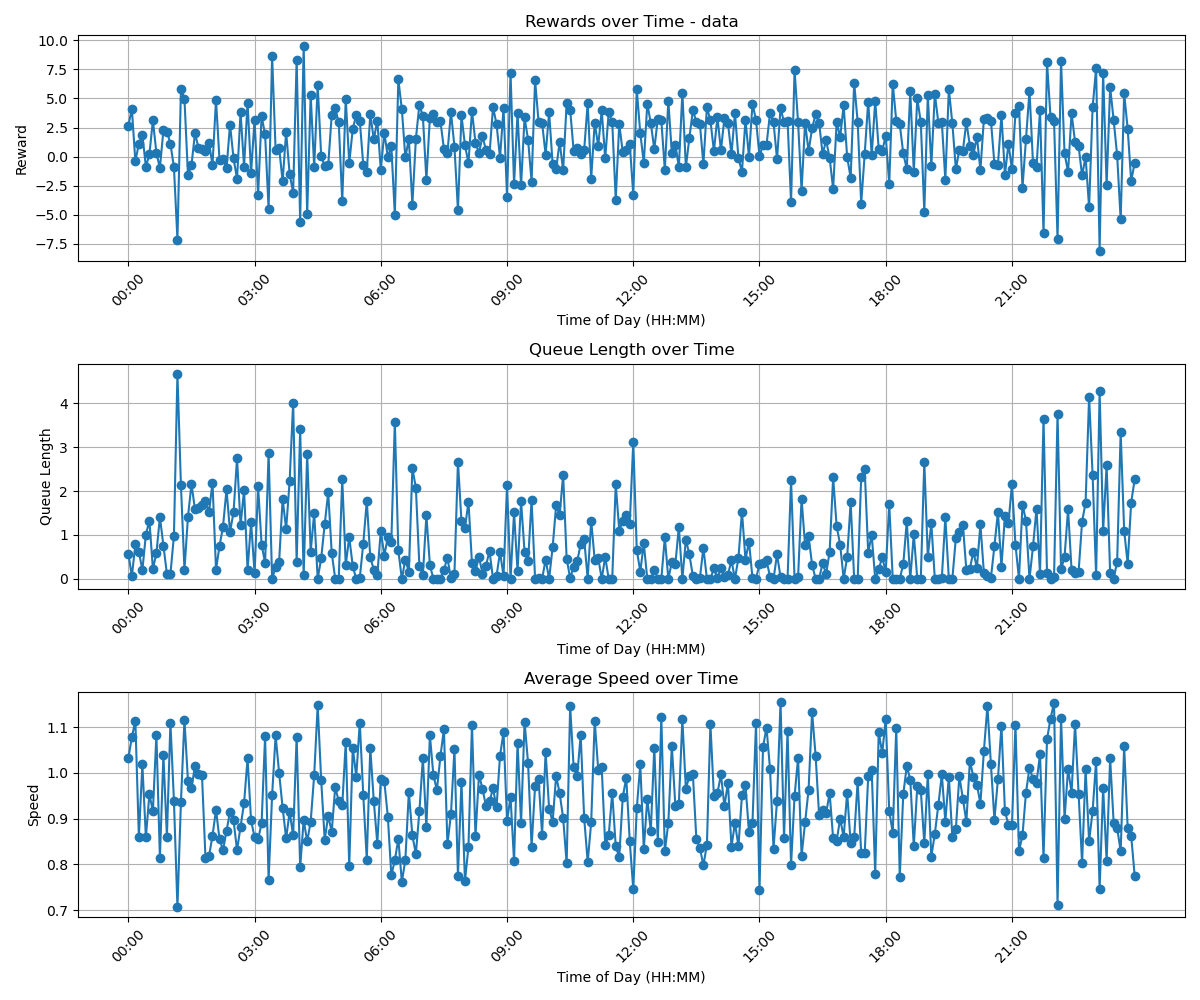 Rewards over Time - data
10.0
7.5
5.0
2.5
0.0
−2.5
−5.0
−7.5
Reward
00:00 03:00 06:00 09:00 12:00 15:00 18:00 21:00
Time of Day (HH:MM)
Queue Length over Time
4
3
2
1
0
Queue Length
00:00 03:00 06:00 09:00 12:00 15:00 18:00 21:00
Time of Day (HH:MM)
Average Speed over Time
1.1
1.0
0.9
0.8
0.7
Speed
00:00 03:00 06:00 09:00 12:00 15:00 18:00 21:00
Time of Day (HH:MM)